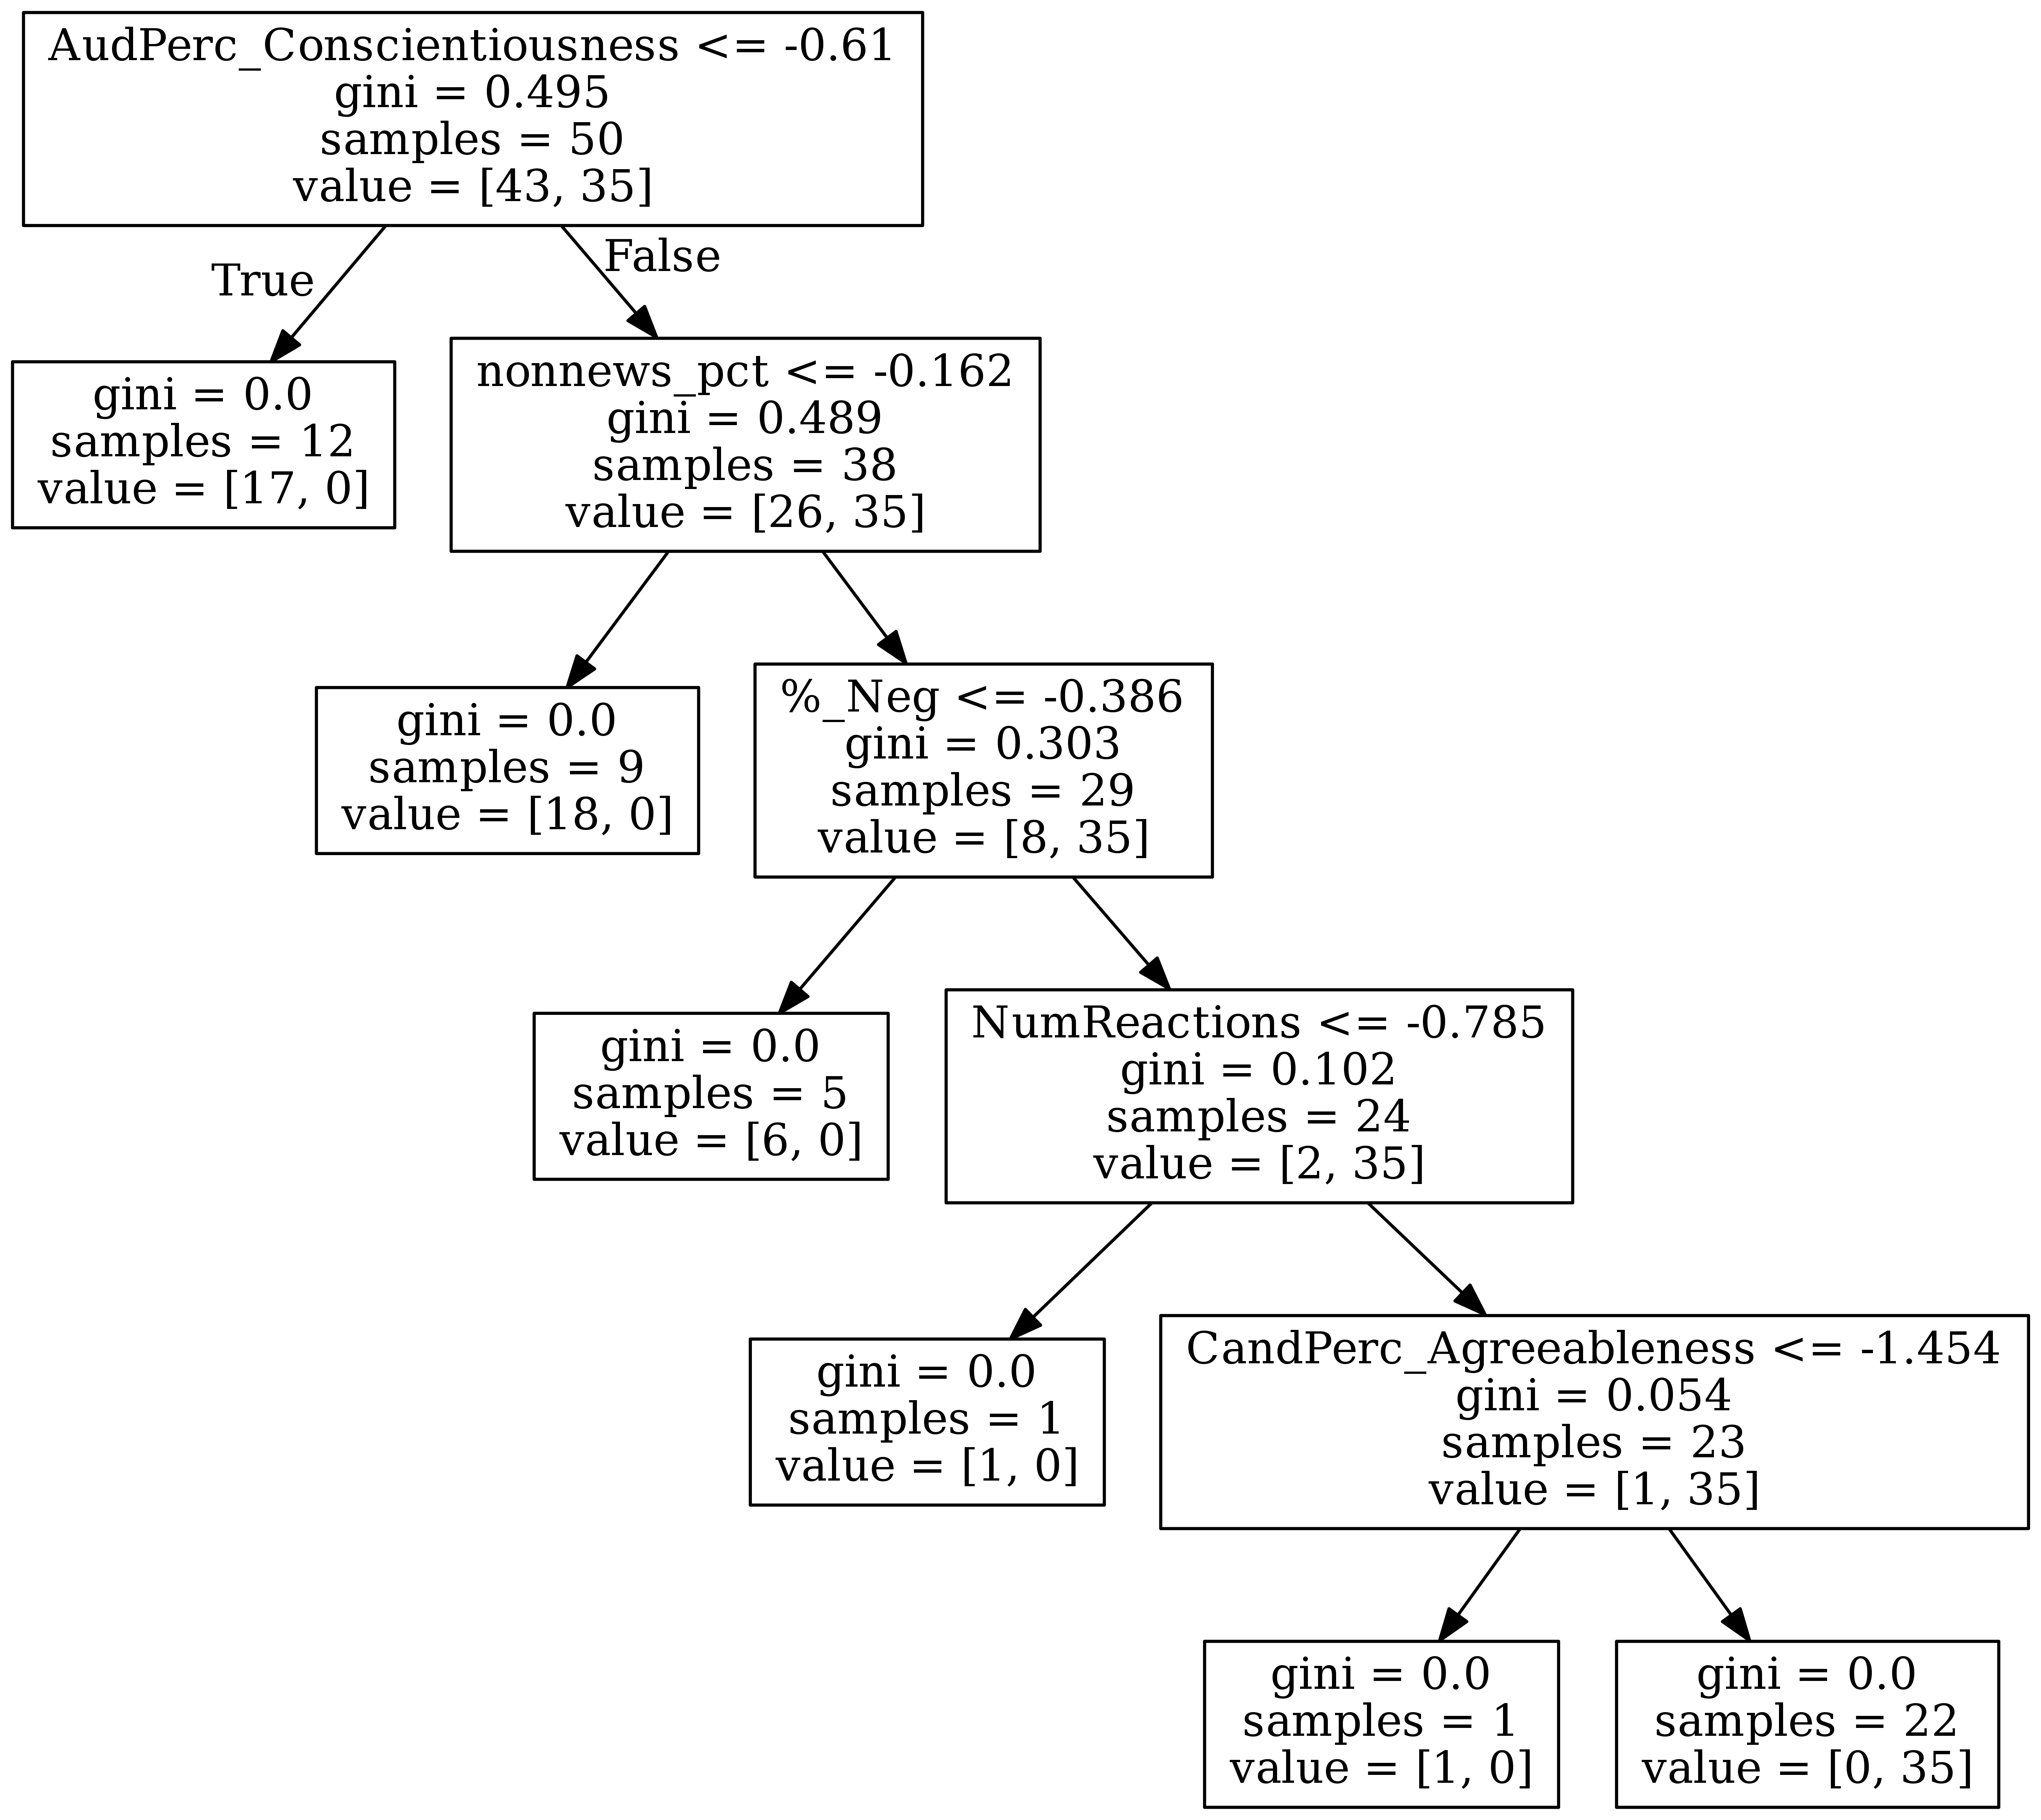 AudPerc_Conscientiousness <= -0.61
gini = 0.495
samples = 50
value = [43, 35]
True
False
gini = 0.0
samples = 12
value = [17, 0]
nonnews_pct <= -0.162
gini = 0.489
samples = 38
value = [26, 35]
gini = 0.0
samples = 9
value = [18, 0]
%_Neg <= -0.386
gini = 0.303
samples = 29
value = [8, 35]
gini = 0.0
samples = 5
value = [6, 0]
NumReactions <= -0.785
gini = 0.102
samples = 24
value = [2, 35]
gini = 0.0
samples = 1
value = [1, 0]
CandPerc_Agreeableness <= -1.454
gini = 0.054
samples = 23
value = [1, 35]
gini = 0.0
samples = 1
value = [1, 0]
gini = 0.0
samples = 22
value = [0, 35]